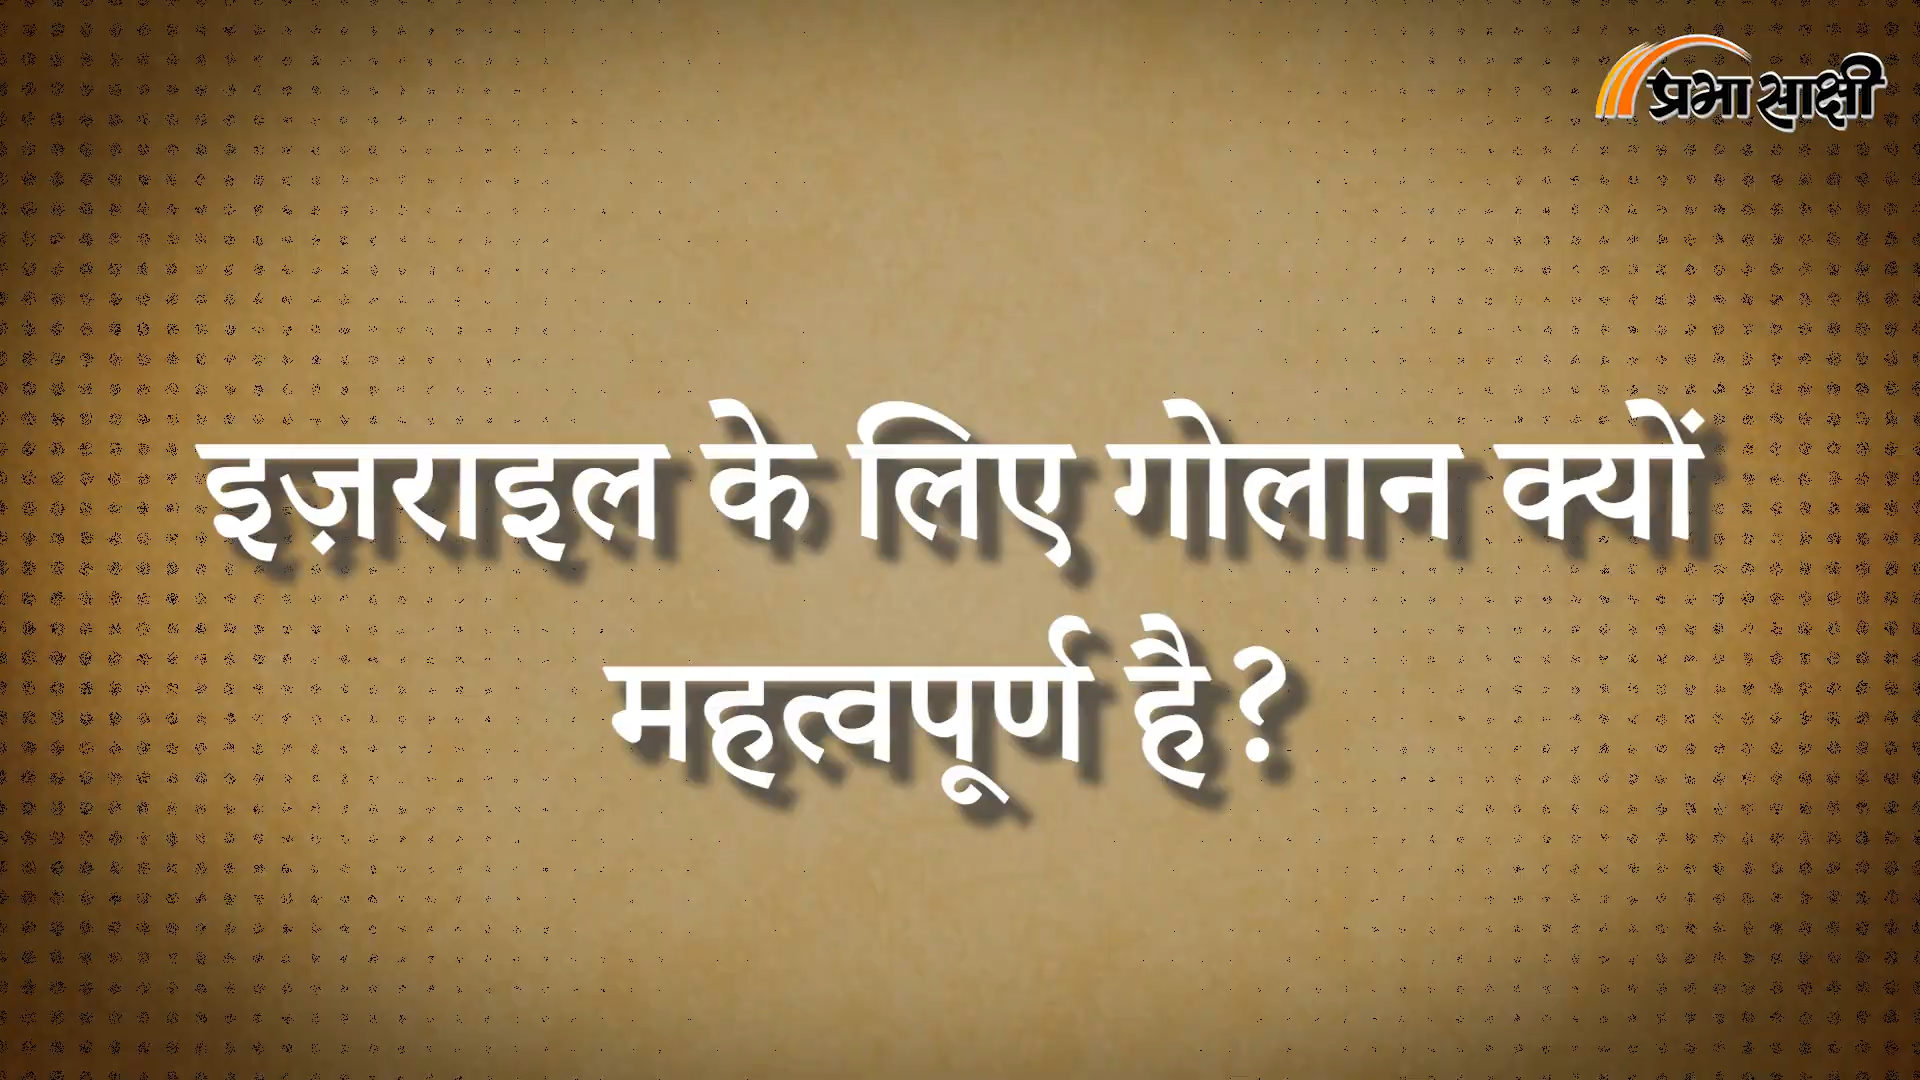 प्रभा साक्षी
इज़राइल के लिए गोलान क्यों
महत्वपूर्ण है?